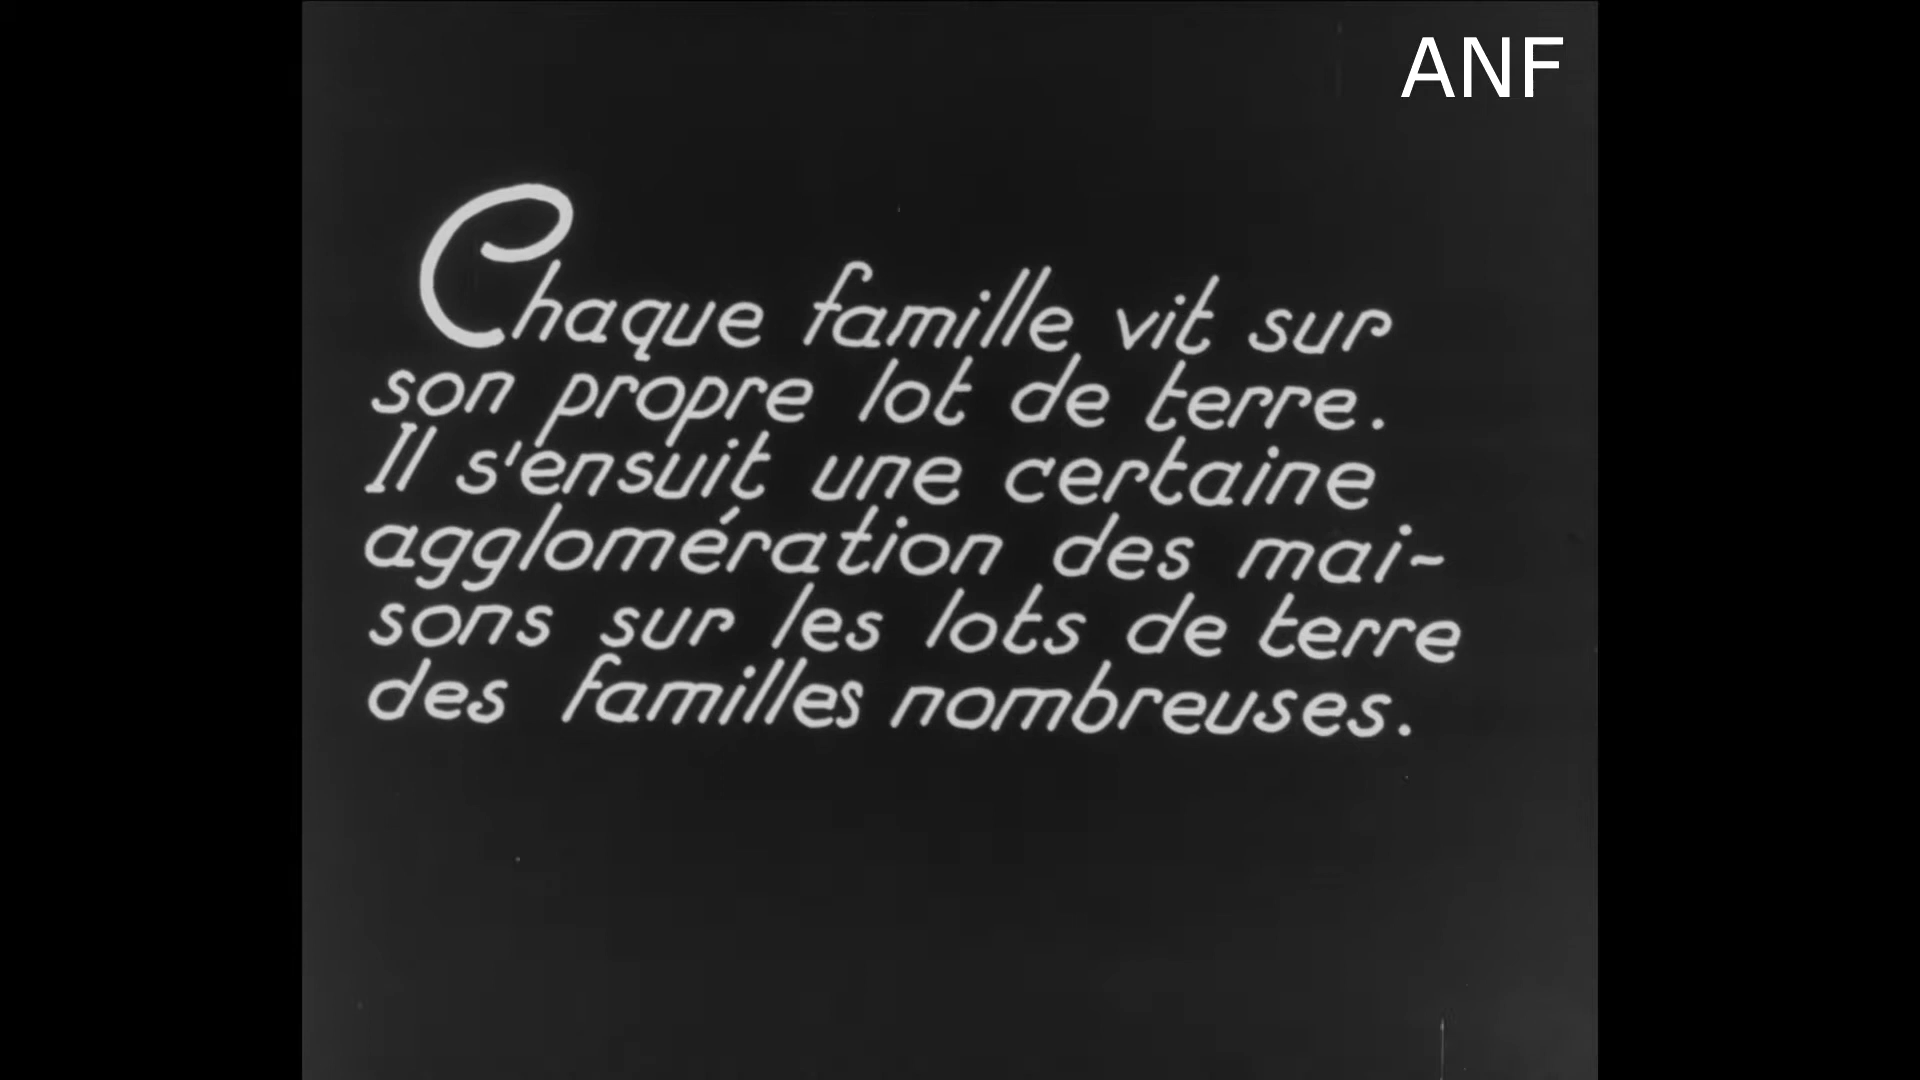 ANF
Chaque famille vit sur
son propre lot de terre.
Il s'ensuit une certaine
agglomération des mai-
sons sur les lots de terre
des familles nombreuses.